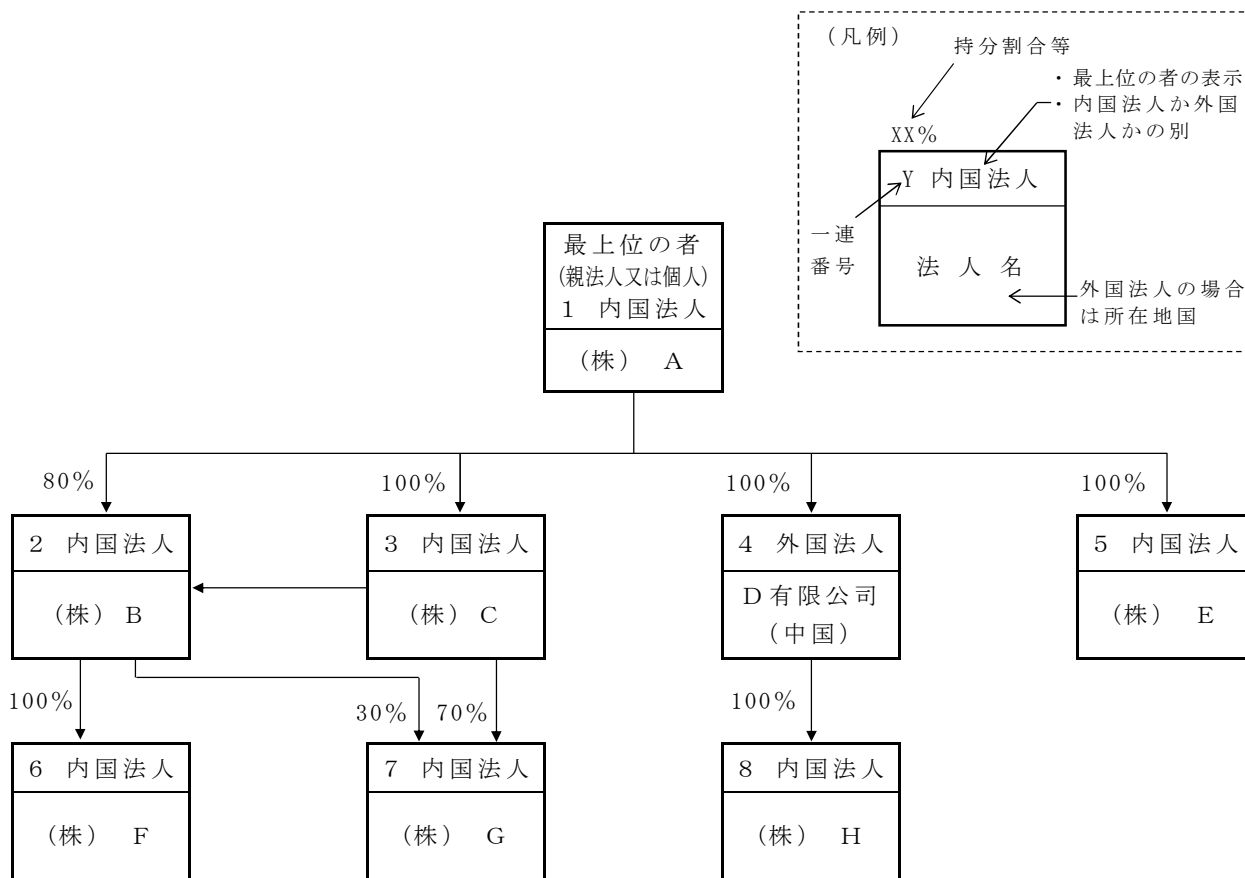 （凡例）
持分割合等
・最上位の者の表示
・内国法人か外国
法人かの別
XX%
Y 内国法人
一連
番号
法 人 名
外国法人の場合
は所在地国
最上位の者
（親法人又は個人）
1 内国法人
（株） A
80%
100%
100%
100%
2 内国法人
3 内国法人
4 外国法人
5 内国法人
（株） B
（株） C
D有限公司
（中国）
（株） E
100%
30%
70%
100%
6 内国法人
7 内国法人
8 内国法人
（株） F
（株） G
（株） H